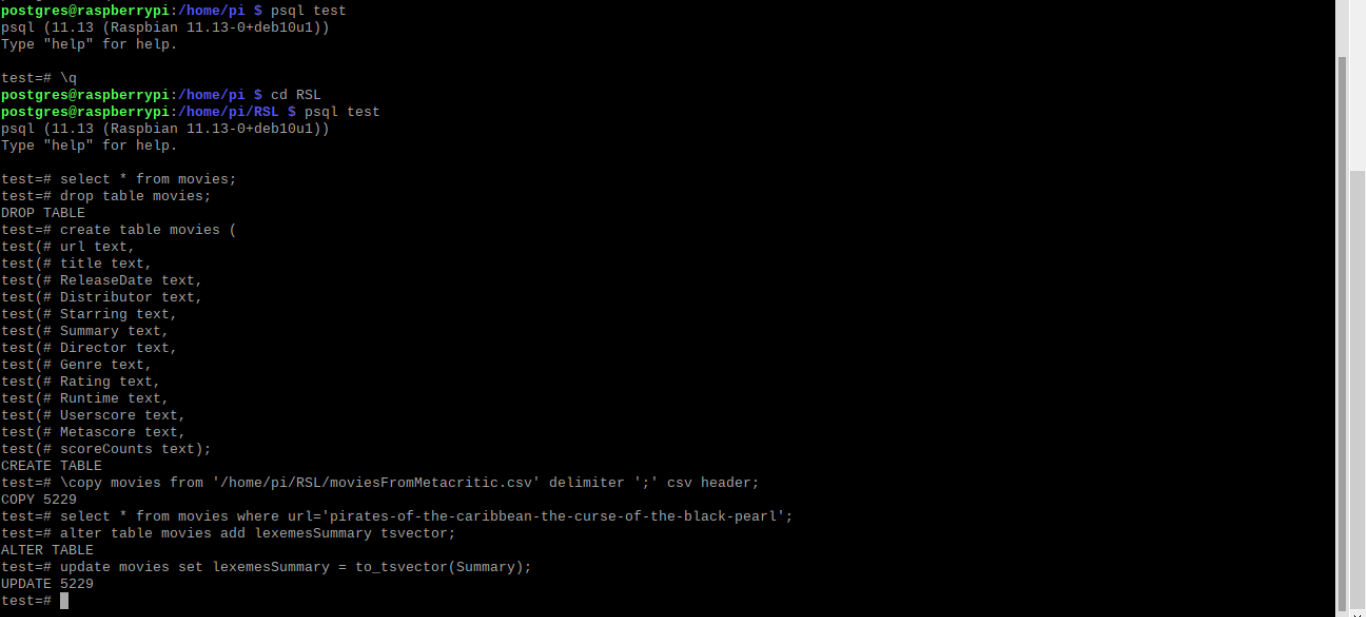 postgres@raspberrypi:/home/pi $ psql test
psql (11.13 (Raspbian 11.13-0+deb10u1))
Type "help" for help.
test=# \q
postgres@raspberrypi:/home/pi $ cd RSL
postgres@raspberrypi:/home/pi/RSL $ psql test
psql (11.13 (Raspbian 11.13-0+deb10u1))
Type "help" for help.
test=# select * from movies;
test=# drop table movies;
DROP TABLE
test=# create table movies (
test(# url text,
test(# title text,
test(# ReleaseDate text,
test(# Distributor text,
test(# Starring text,
test(# Summary text,
test(# Director text,
test(# Genre text,
test(# Rating text,
test(# Runtime text,
test(# Userscore text,
test(# Metascore text,
test(# scoreCounts text);
CREATE TABLE
test=# \copy movies from '/home/pi/RSL/moviesFromMetacritic.csv' delimiter ';' csv header;
COPY 5229
test=# select * from movies where url='pirates-of-the-caribbean-the-curse-of-the-black-pearl';
test=# alter table movies add lexemesSummary tsvector;
ALTER TABLE
test=# update movies set lexemesSummary = to_tsvector(Summary);
UPDATE 5229
test=#